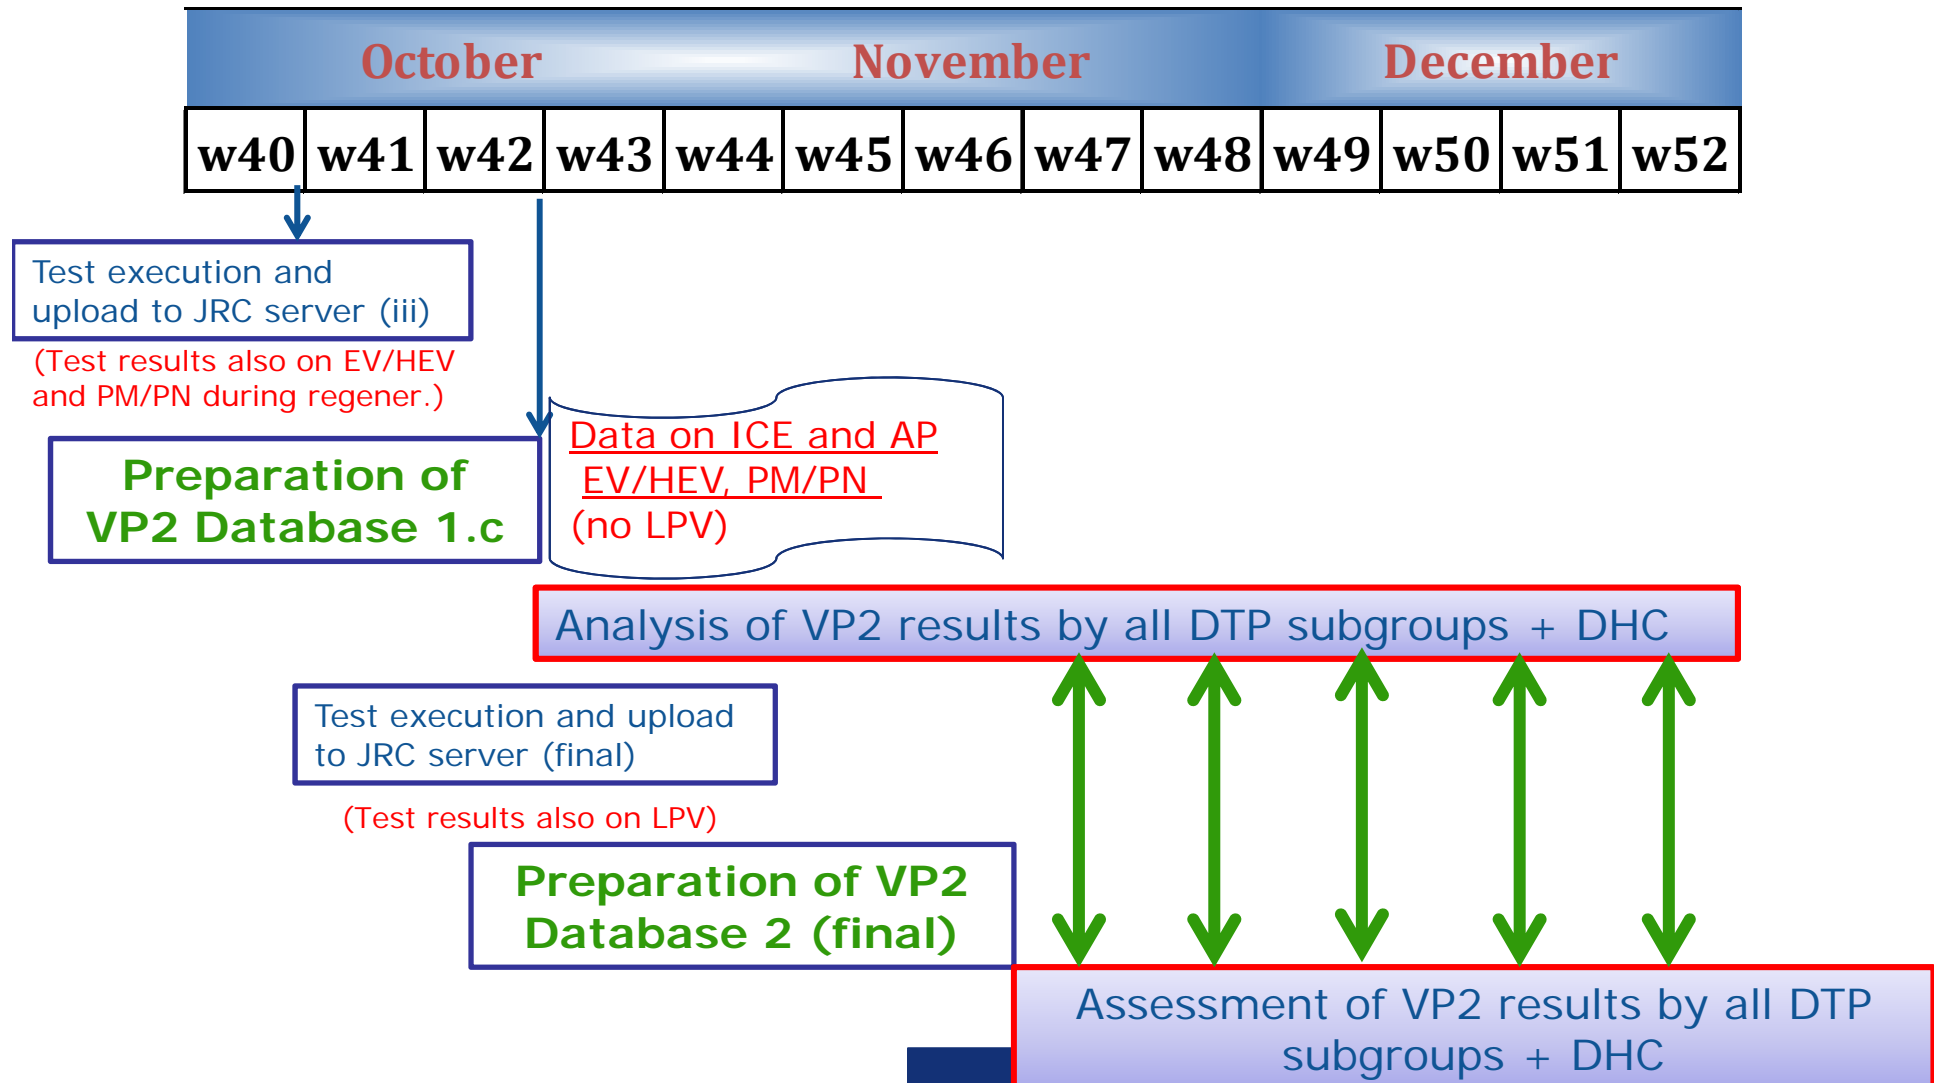 October November December
w40 w41 w42 w43 w44 w45 w46 w47 w48 w49 w50 w51 w52
Test execution and
upload to JRC server (iii)
(Test results also on EV/HEV
and PM/PN during regener.)
Preparation of
VP2 Database 1.c
Data on ICE and AP
EV/HEV, PM/PN
(no LPV)
Analysis of VP2 results by all DTP subgroups + DHC
Test execution and upload
to JRC server (final)
(Test results also on LPV)
Preparation of VP2
Database 2 (final)
Assessment of VP2 results by all DTP
subgroups + DHC